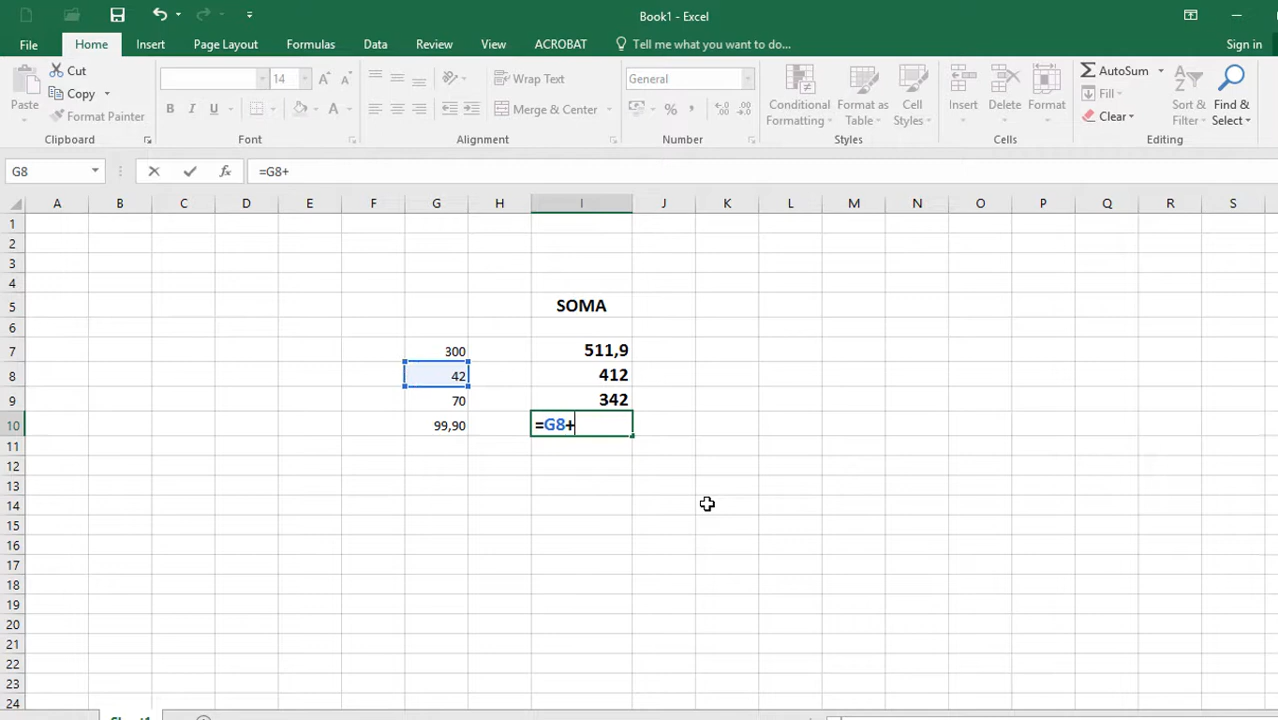 Book1 - Excel
File Home Insert Page Layout Formulas Data Review View ACROBAT Tell me what you want to do... Sign in
Paste Cut Copy Format Painter
14
B I U A
Wrap Text
Merge & Center
General
%
Conditional Formatting Format as Table Cell Styles
Insert Delete Format
AutoSum Fill Clear
Sort & Filter Find & Select
Clipboard Font Alignment Number Styles Cells Editing
G8 fx =G8+
A B C D E F G H I J K L M N O P Q R S
1
2
3
4
5 SOMA
6
7 300 511,9
8 42 412
9 70 342
10 99,90 =G8+
11
12
13
14
15
16
17
18
19
20
21
22
23
24